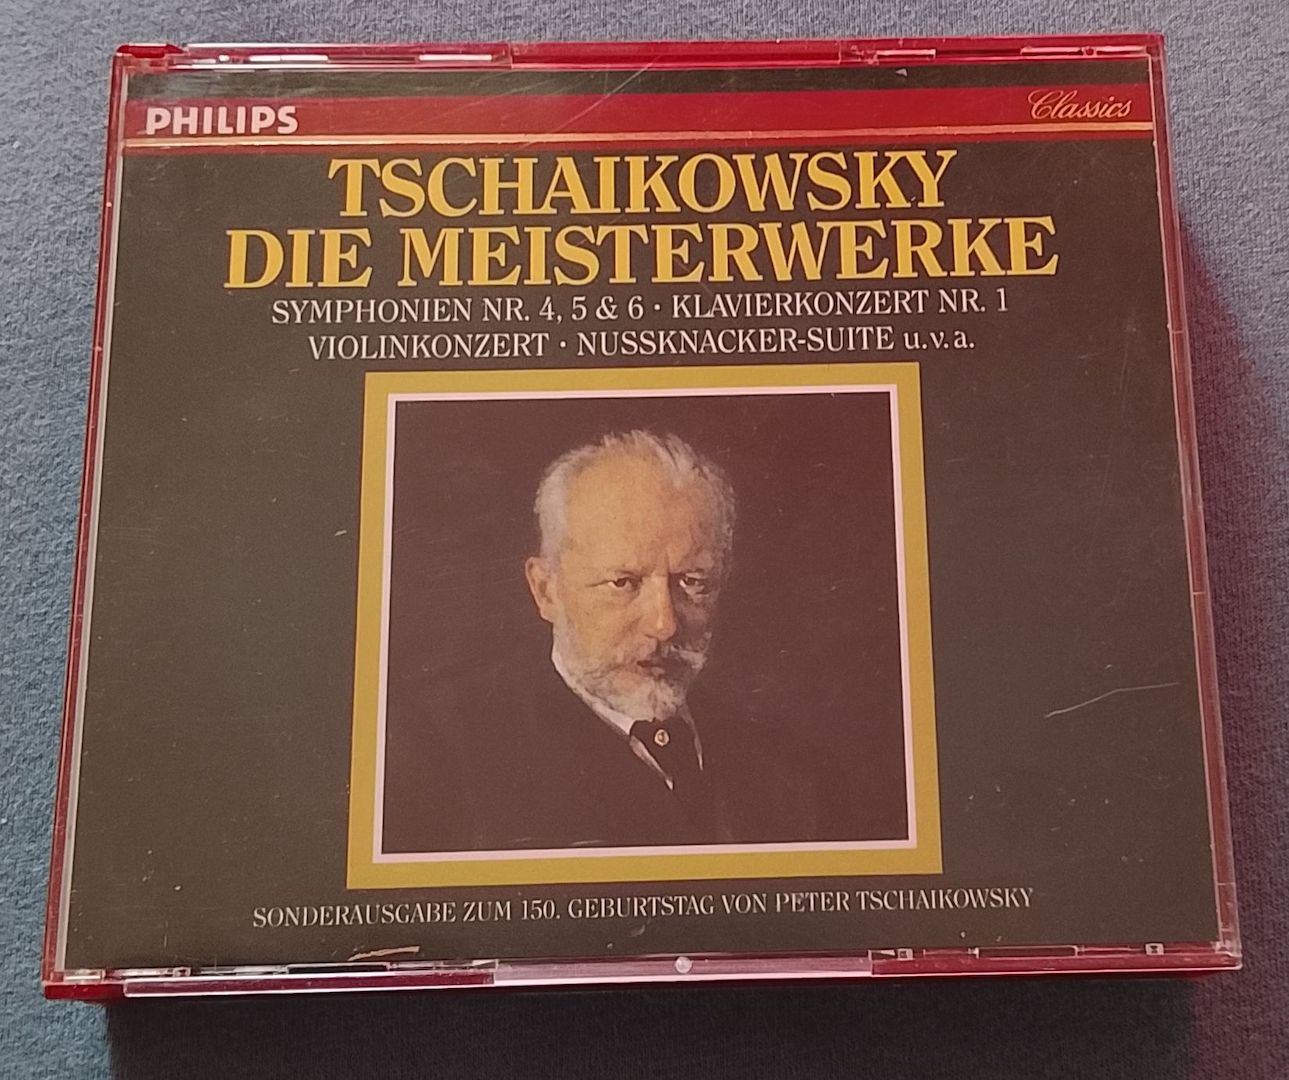 PHILIPS
Classics
TSCHAIKOWSKY
DIE MEISTERWERKE
SYMPHONIEN NR. 4, 5 & 6 · KLAVIERKONZERT NR. 1
VIOLINKONZERT · NUSSKNACKER-SUITE u.v.a.
SONDERAUSGABE ZUM 150. GEBURTSTAG VON PETER TSCHAIKOWSKY